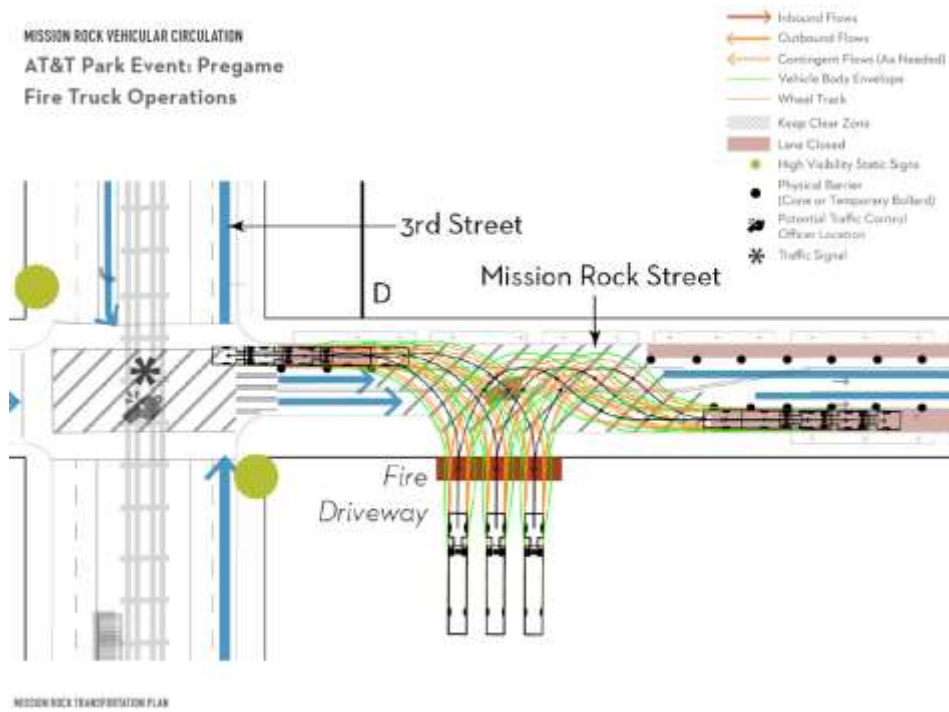 MISSION ROCK VEHICULAR CIRCULATION
AT&T Park Event: Pregame
Fire Truck Operations
Inbound Flows
Outbound Flows
Contingent Flows (As Needed)
Vehicle Body Envelope
Wheel Track
Keep Clear Zone
Lane Closed
High Visibility Static Signs
Physical Barrier
(Cone or Temporary Bollard)
Potential Traffic Control
Officer Location
Traffic Signal
3rd Street
Mission Rock Street
D
Fire
Driveway
MISSION ROCK TRANSPORTATION PLAN